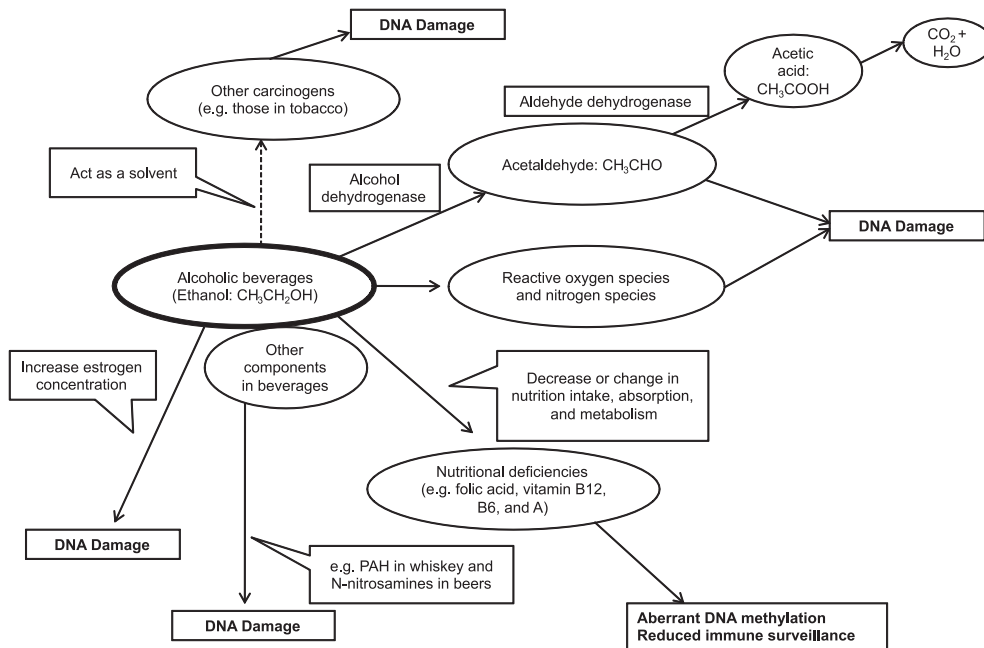 DNA Damage
Other carcinogens
(e.g. those in tobacco)
Act as a solvent
Alcohol
dehydrogenase
Aldehyde dehydrogenase
Acetic
acid:
CH₃COOH
CO₂ +
H₂O
Acetaldehyde: CH₃CHO
DNA Damage
Alcoholic beverages
(Ethanol: CH₃CH₂OH)
Reactive oxygen species
and nitrogen species
Increase estrogen
concentration
Other
components
in beverages
Decrease or change in
nutrition intake, absorption,
and metabolism
Nutritional deficiencies
(e.g. folic acid, vitamin B12,
B6, and A)
DNA Damage
e.g. PAH in whiskey and
N-nitrosamines in beers
DNA Damage
Aberrant DNA methylation
Reduced immune surveillance